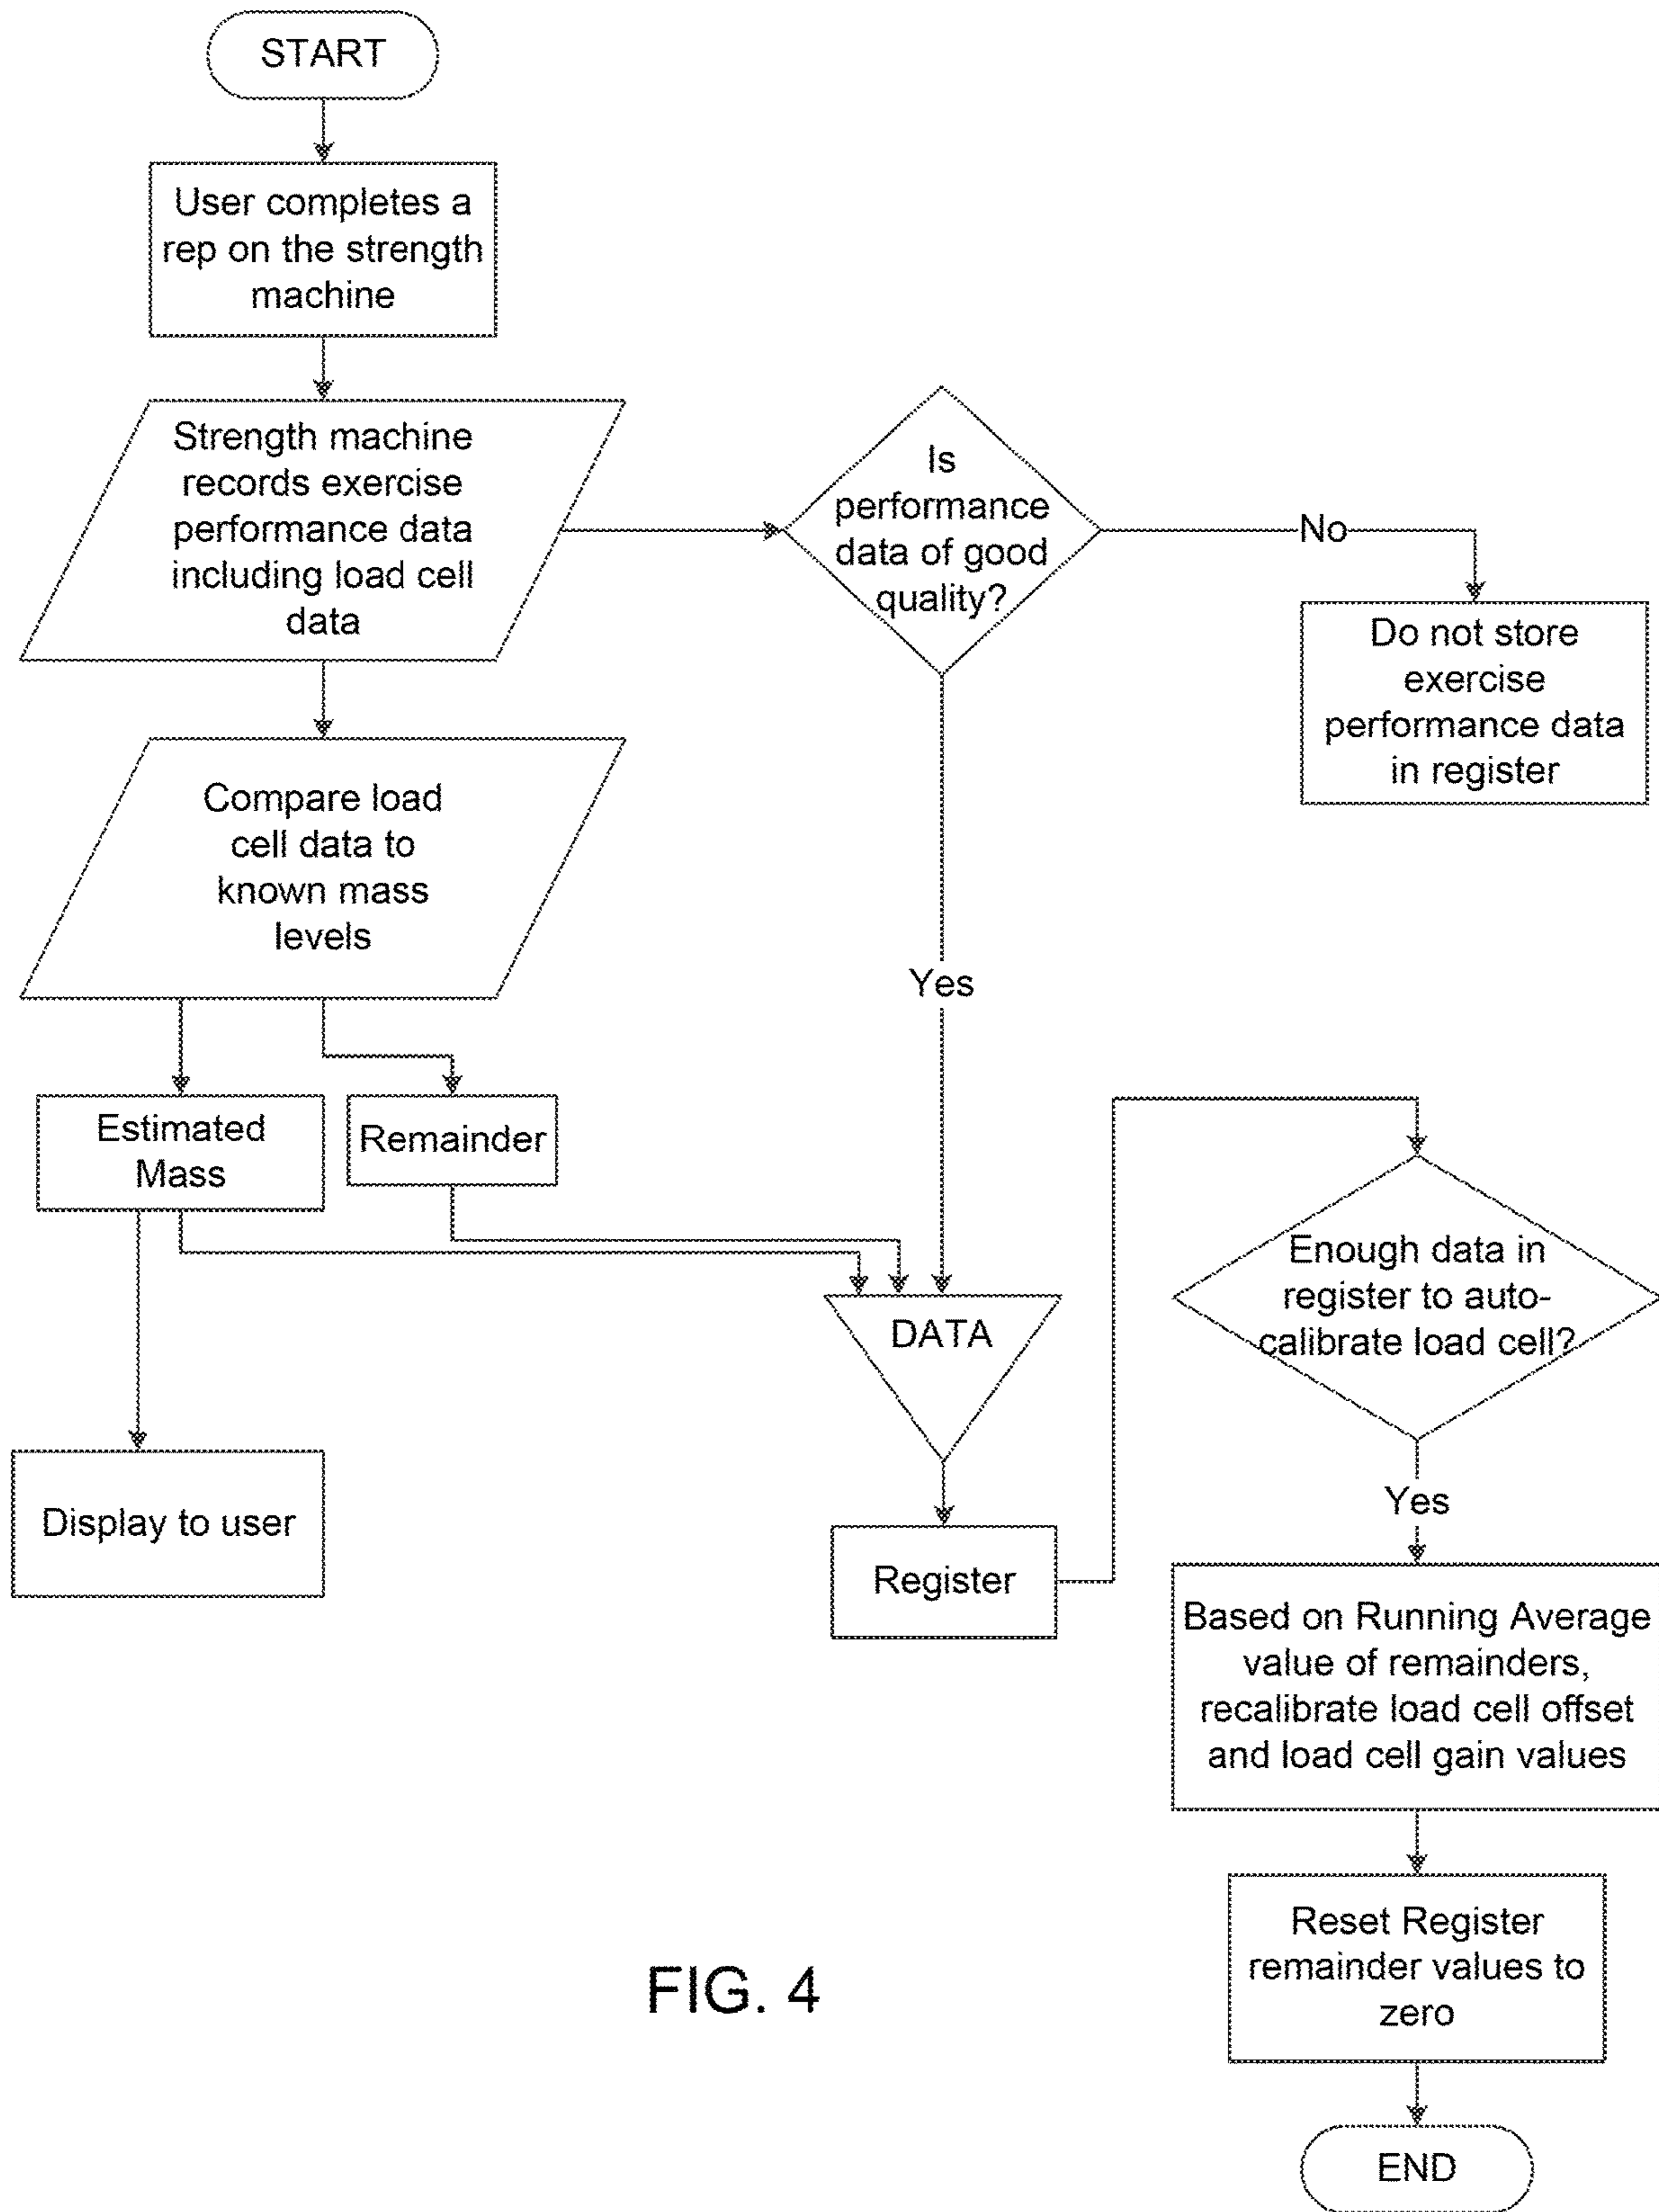 START
User completes a
rep on the strength
machine
Strength machine
records exercise
performance data
including load cell
data
Is
performance
data of good
quality?
No
Do not store
exercise
performance data
in register
Compare load
cell data to
known mass
levels
Yes
Estimated
Mass
Remainder
Enough data in
register to auto-
calibrate load cell?
DATA
Display to user
Yes
Register
Based on Running Average
value of remainders,
recalibrate load cell offset
and load cell gain values
Reset Register
remainder values to
zero
FIG. 4
END